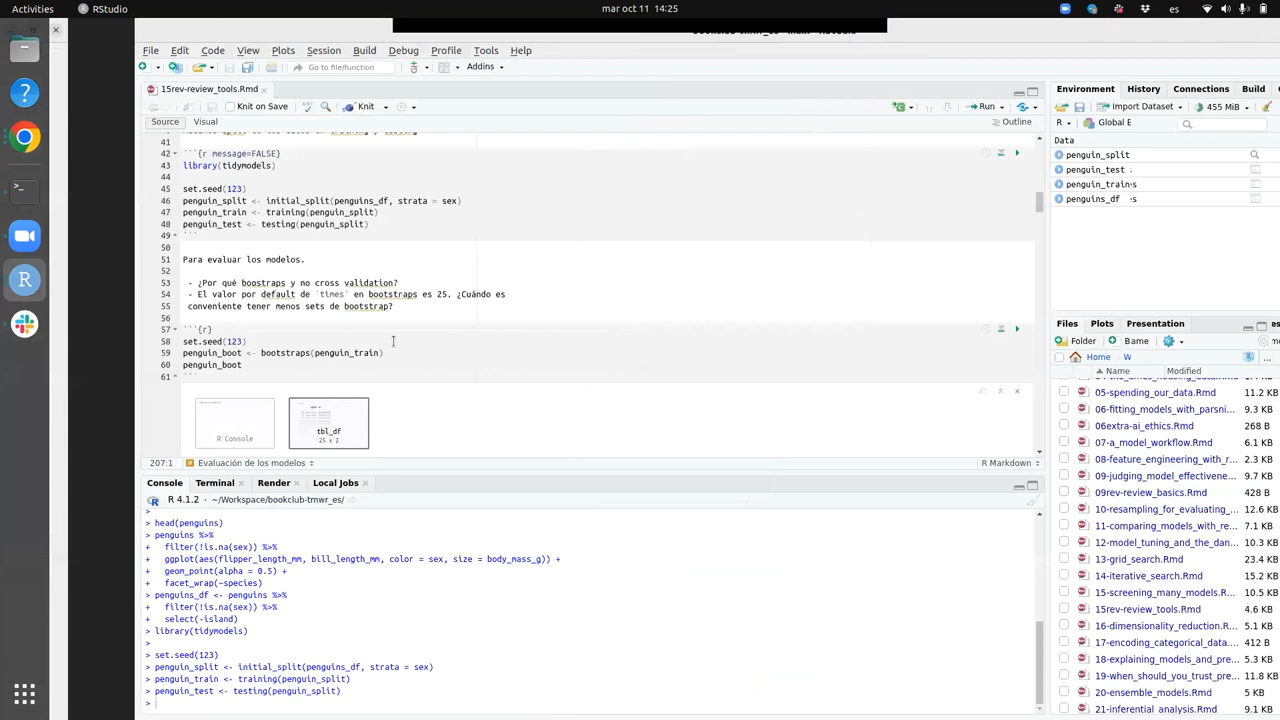 Activities
RStudio
mar oct 11 14:25
File Edit Code View Plots Session Build Debug Profile Tools Help
Go to file/function
Addins
15rev-review_tools.Rmd
Knit on Save
Knit
Run
Source Visual
Outline
41
42 ```{r message=FALSE}
43 library(tidymodels)
44
45 set.seed(123)
46 penguin_split <- initial_split(penguins_df, strata = sex)
47 penguin_train <- training(penguin_split)
48 penguin_test <- testing(penguin_split)
49 ```
50
51 Para evaluar los modelos.
52
53 - ¿Por qué boostraps y no cross validation?
54 - El valor por default de `times` en bootstraps es 25. ¿Cuándo es
55 conveniente tener menos sets de bootstrap?
56
57 ```{r}
58 set.seed(123)
59 penguin_boot <- bootstraps(penguin_train)
60 penguin_boot
61 ```
R Console
tbl_df
25 x 2
207:1 Evaluación de los modelos
R Markdown
Console Terminal Render Local Jobs
R 4.1.2 · ~/Workspace/bookclub-tmwr_es/
>
> head(penguins)
> penguins %>%
+ filter(!is.na(sex)) %>%
+ ggplot(aes(flipper_length_mm, bill_length_mm, color = sex, size = body_mass_g)) +
+ geom_point(alpha = 0.5) +
+ facet_wrap(~species)
> penguins_df <- penguins %>%
+ filter(!is.na(sex)) %>%
+ select(-island)
> library(tidymodels)
>
> set.seed(123)
> penguin_split <- initial_split(penguins_df, strata = sex)
> penguin_train <- training(penguin_split)
> penguin_test <- testing(penguin_split)
>
Environment History Connections Build
Import Dataset 455 MiB
R Global E
Data
penguin_split
penguin_test
penguin_train
penguins_df
Files Plots Presentation
Folder Bame
Home W
Name Modified
05-spending_our_data.Rmd 11.2 KB
06-fitting_models_with_parsni... 9.3 KB
06extra-ai_ethics.Rmd 268 B
07-a_model_workflow.Rmd 6.1 KB
08-feature_engineering_with_r... 2.3 KB
09-judging_model_effectivene... 2.3 KB
09rev-review_basics.Rmd 428 B
10-resampling_for_evaluating_... 12.6 KB
11-comparing_models_with_re... 9.2 KB
12-model_tuning_and_the_dan... 10.3 KB
13-grid_search.Rmd 23.4 KB
14-iterative_search.Rmd 15.2 KB
15-screening_many_models.R... 10.5 KB
15rev-review_tools.Rmd 4.6 KB
16-dimensionality_reduction.R... 5.1 KB
17-encoding_categorical_data.... 412 B
18-explaining_models_and_pre... 5.3 KB
19-when_should_you_trust_pre... 11.8 KB
20-ensemble_models.Rmd 5 KB
21-inferential_analysis.Rmd 9.1 KB